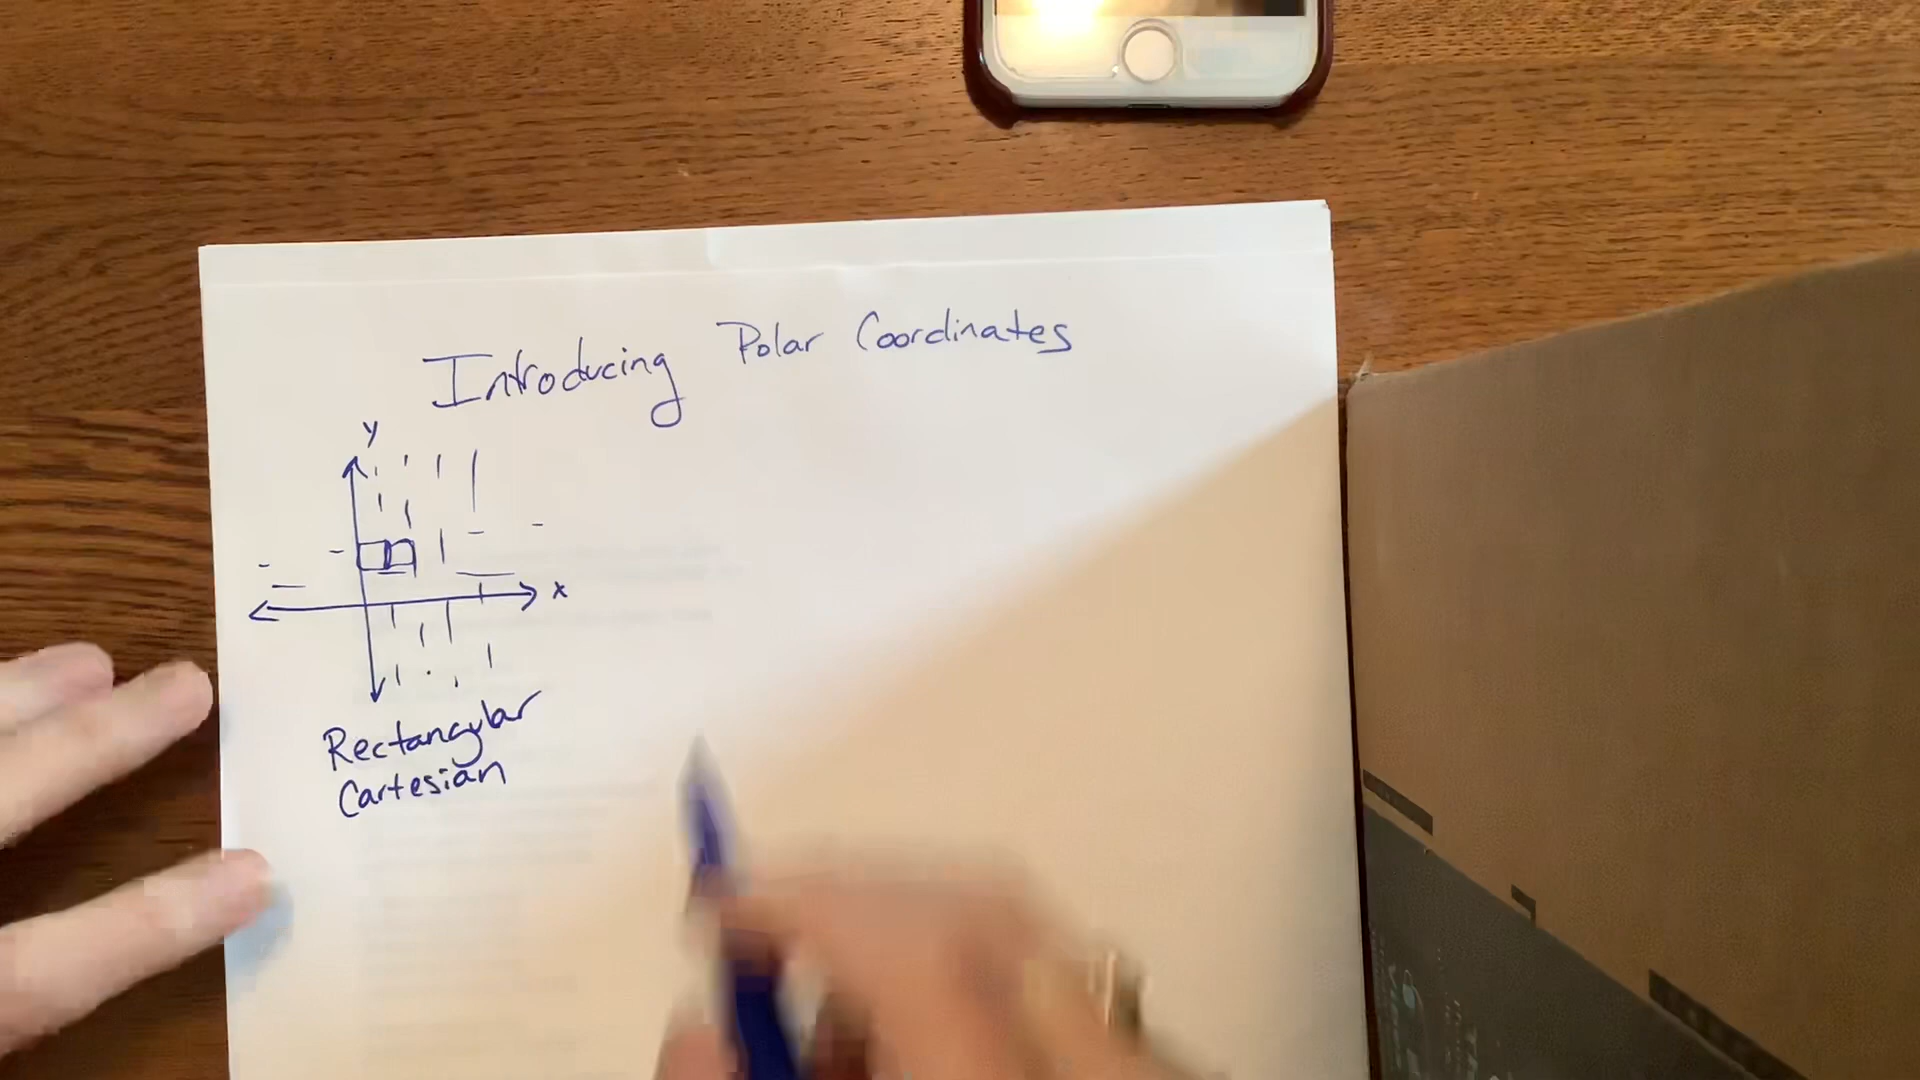 Introducing Polar Coordinates
y
x
Rectangular
Cartesian